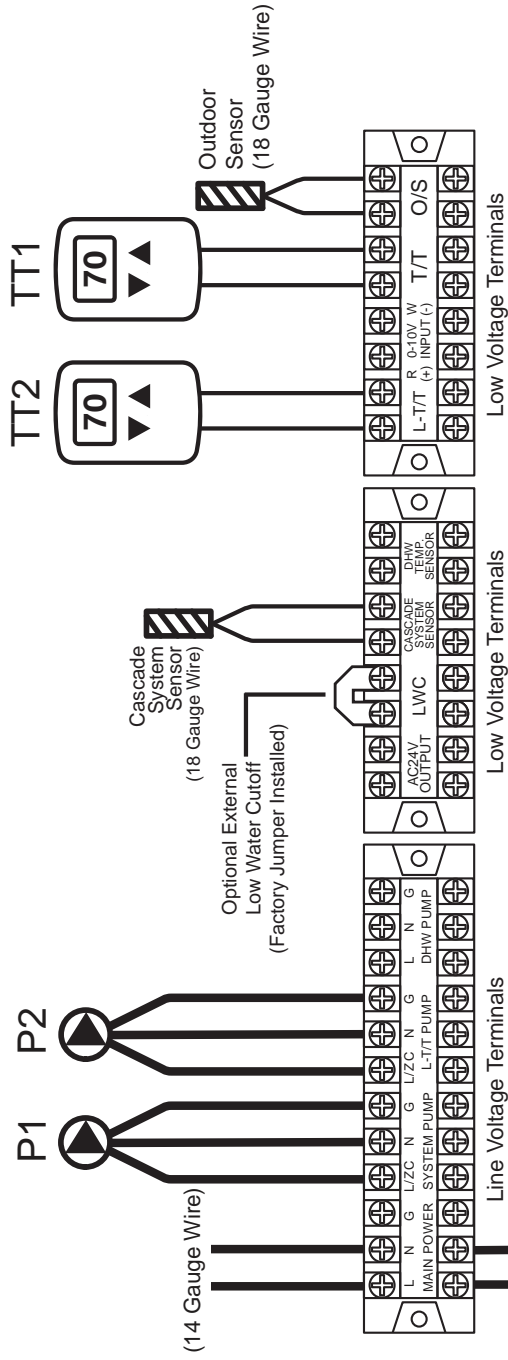 P1
P2
TT2
TT1
70
70
(14 Gauge Wire)
Cascade
System
Sensor
(18 Gauge Wire)
Optional External
Low Water Cutoff
(Factory Jumper Installed)
Outdoor
Sensor
(18 Gauge Wire)
L N G L/ZC N G L/ZC N G L N G
MAIN POWER SYSTEM PUMP L-T/T PUMP DHW PUMP
Line Voltage Terminals
AC24V
OUTPUT
LWC
CASCADE
SYSTEM
SENSOR
DHW
TEMP.
SENSOR
Low Voltage Terminals
L-T/T
R 0-10V W
(+) INPUT (-)
T/T
O/S
Low Voltage Terminals